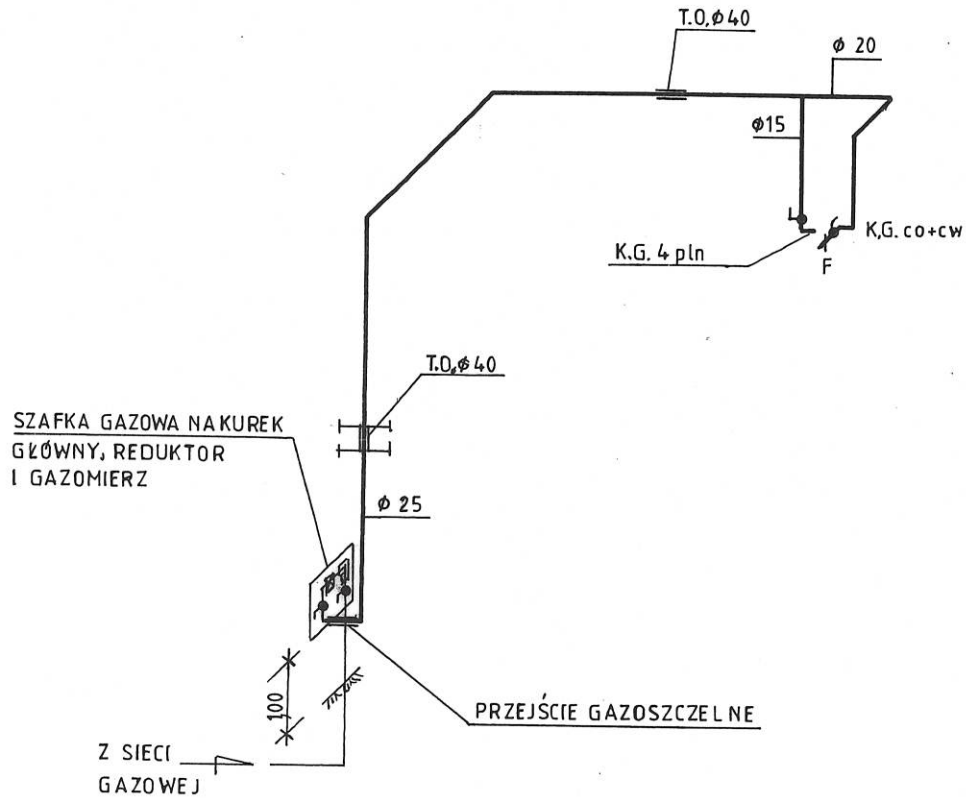 T.O,ϕ40
ϕ 20
ϕ15
K.G. co+cw
K.G. 4 pln
F
T.O,ϕ40
SZAFKA GAZOWA NA KUREK
GŁÓWNY, REDUKTOR
I GAZOMIERZ
ϕ 25
100
PRZEJŚCIE GAZOSZCZELNE
Z SIECI
GAZOWEJ